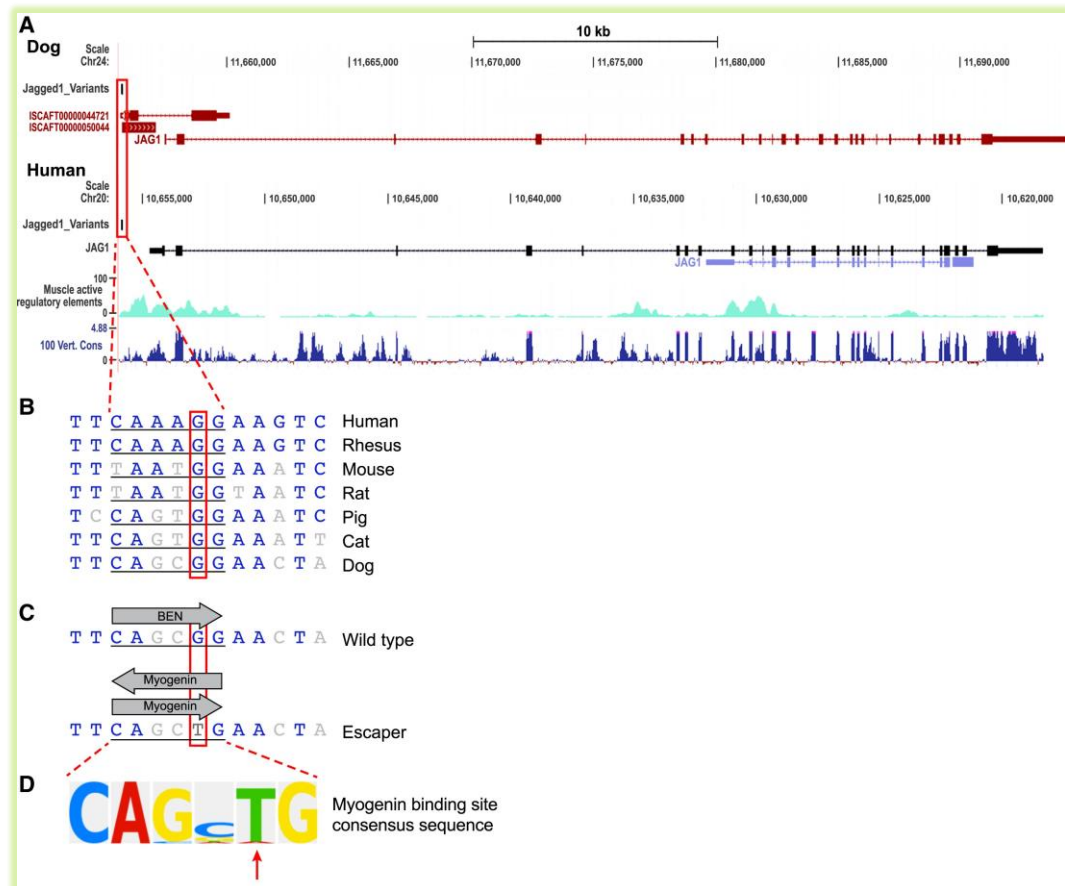 A
Dog
Scale
10 kb
Chr24:
11,660,000
11,665,000
11,670,000
11,675,000
11,680,000
11,685,000
11,690,000
Jagged1_Variants
ISCAFT00000044721
ISCAFT00000050044
JAG1
Human
Scale
Chr20:
10,655,000
10,650,000
10,645,000
10,640,000
10,635,000
10,630,000
10,625,000
10,620,000
Jagged1_Variants
JAG1
JAG1
100
Muscle active
regulatory elements
0
4.88
100 Vert. Cons
0
B
T T C A A A G G A A G T C Human
T T C A A A G G A A G T C Rhesus
T T T A A T G G A A A T C Mouse
T T T A A T G G T A A T C Rat
T C C A G T G G A A A T C Pig
T T C A G T G G A A A T T Cat
T T C A G C G G A A C T A Dog
C
BEN
T T C A G C G G A A C T A Wild type
Myogenin
Myogenin
T T C A G C T G A A C T A Escaper
D
CAGCTG
Myogenin binding site
consensus sequence